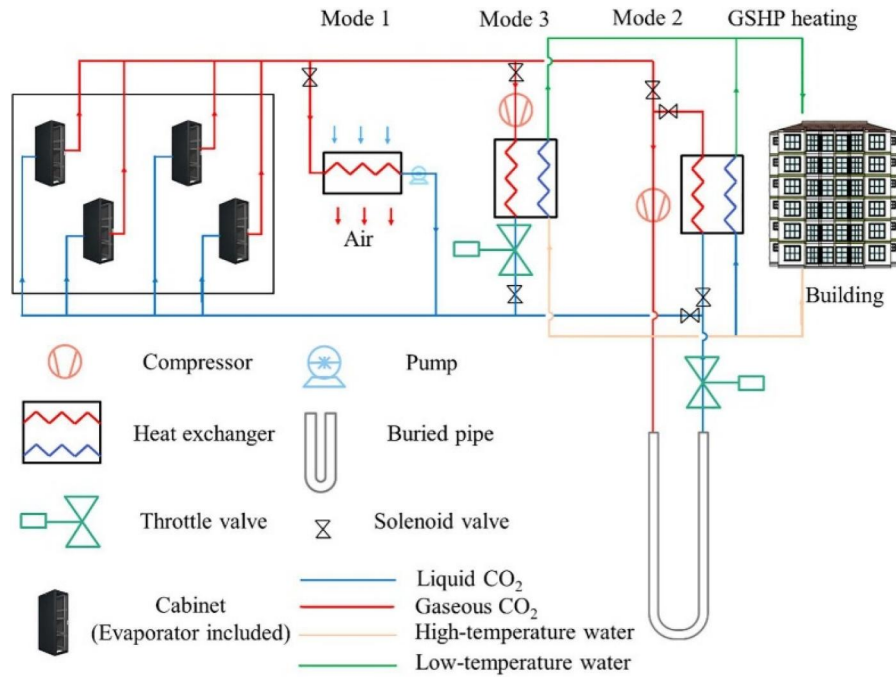 Mode 1
Mode 3
Mode 2
GSHP heating
Air
Building
Compressor
Pump
Heat exchanger
Buried pipe
Throttle valve
Solenoid valve
Cabinet
(Evaporator included)
Liquid CO₂
Gaseous CO₂
High-temperature water
Low-temperature water